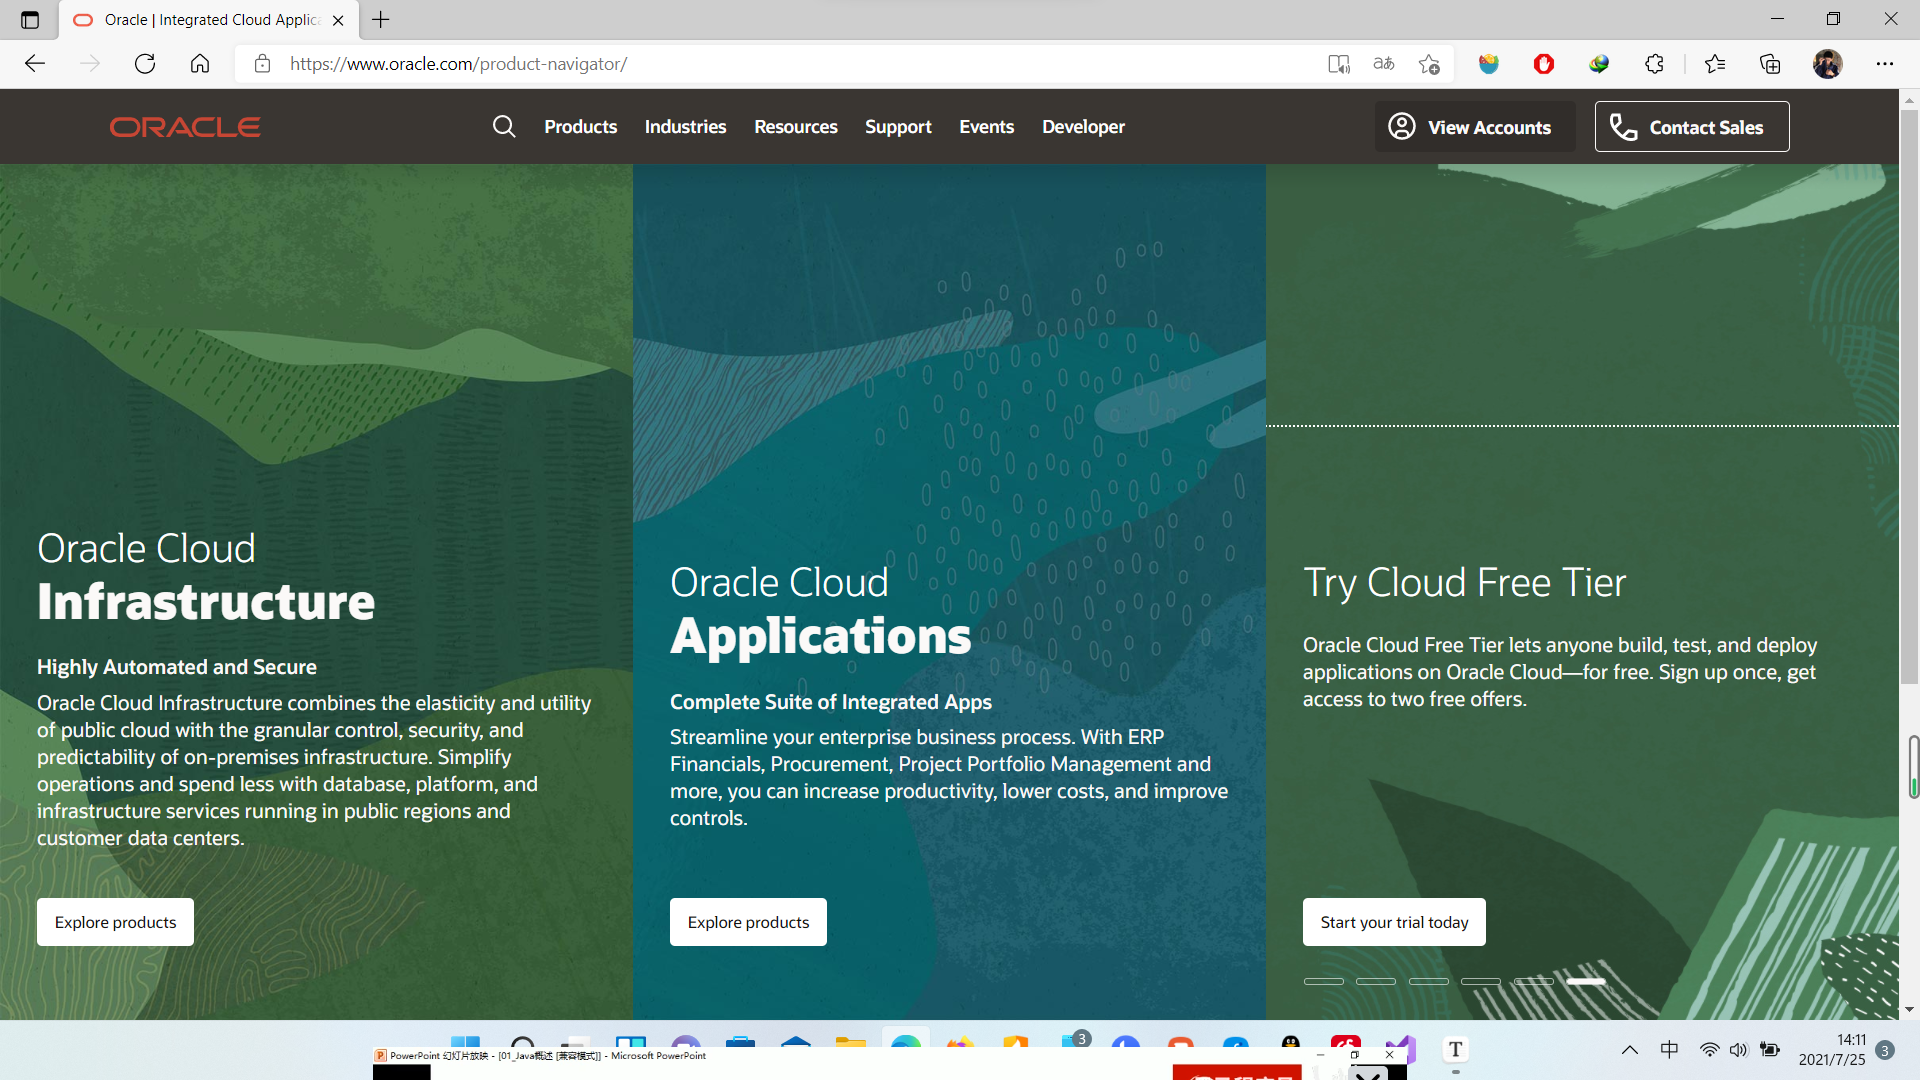 Oracle | Integrated Cloud Applic
https://www.oracle.com/product-navigator/
ORACLE
Products
Industries
Resources
Support
Events
Developer
View Accounts
Contact Sales
Oracle Cloud
Infrastructure
Highly Automated and Secure
Oracle Cloud Infrastructure combines the elasticity and utility
of public cloud with the granular control, security, and
predictability of on-premises infrastructure. Simplify
operations and spend less with database, platform, and
infrastructure services running in public regions and
customer data centers.
Explore products
Oracle Cloud
Applications
Complete Suite of Integrated Apps
Streamline your enterprise business process. With ERP
Financials, Procurement, Project Portfolio Management and
more, you can increase productivity, lower costs, and improve
controls.
Explore products
Try Cloud Free Tier
Oracle Cloud Free Tier lets anyone build, test, and deploy
applications on Oracle Cloud—for free. Sign up once, get
access to two free offers.
Start your trial today
3
T
中
14:11
2021/7/25
3
PowerPoint 幻灯片放映 - [01_Java概述 [兼容模式]] - Microsoft PowerPoint